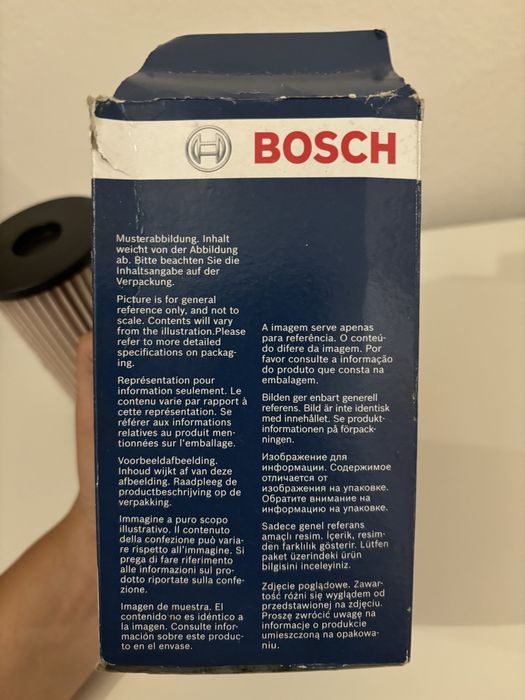 BOSCH
Musterabbildung. Inhalt
weicht von der Abbildung
ab. Bitte beachten Sie die
Inhaltsangabe auf der
Verpackung.
Picture is for general
reference only, and not to
scale. Contents will vary
from the illustration.Please
refer to more detailed
specifications on packag-
ing.
Représentation pour
information seulement. Le
contenu varie par rapport à
cette représentation. Se
référer aux informations
relatives au produit men-
tionnées sur l'emballage.
Voorbeeldafbeelding.
Inhoud wijkt af van deze
afbeelding. Raadpleeg de
productbeschrijving op de
verpakking.
Immagine a puro scopo
illustrativo. Il contenuto
della confezione può varia-
re rispetto all'immagine. Si
prega di fare riferimento
alle informazioni sul pro-
dotto riportate sulla confe-
zione.
Imagen de muestra. El
contenido no es idéntico a
la imagen. Consulte infor-
mación sobre este produc-
to en el envase.
A imagem serve apenas
para referência. O conteú-
do difere da imagem. Por
favor consulte a informação
do produto que consta na
embalagem.
Bilden ger enbart generell
referens. Bild är inte identisk
med innehållet. Se produkt-
informationen på förpack-
ningen.
Изображение для
информации. Содержимое
отличается от
изображения на упаковке.
Обратите внимание на
информацию на упаковке.
Sadece genel referans
amaçlı resim. İçerik, resim-
den farklılık gösterir. Lütfen
paket üzerindeki ürün
bilgisini inceleyiniz.
Zdjęcie poglądowe. Zawar-
tość różni się wyglądem od
przedstawionej na zdjęciu.
Proszę zwrócić uwagę na
informacje o produkcie
umieszczoną na opakowa-
niu.